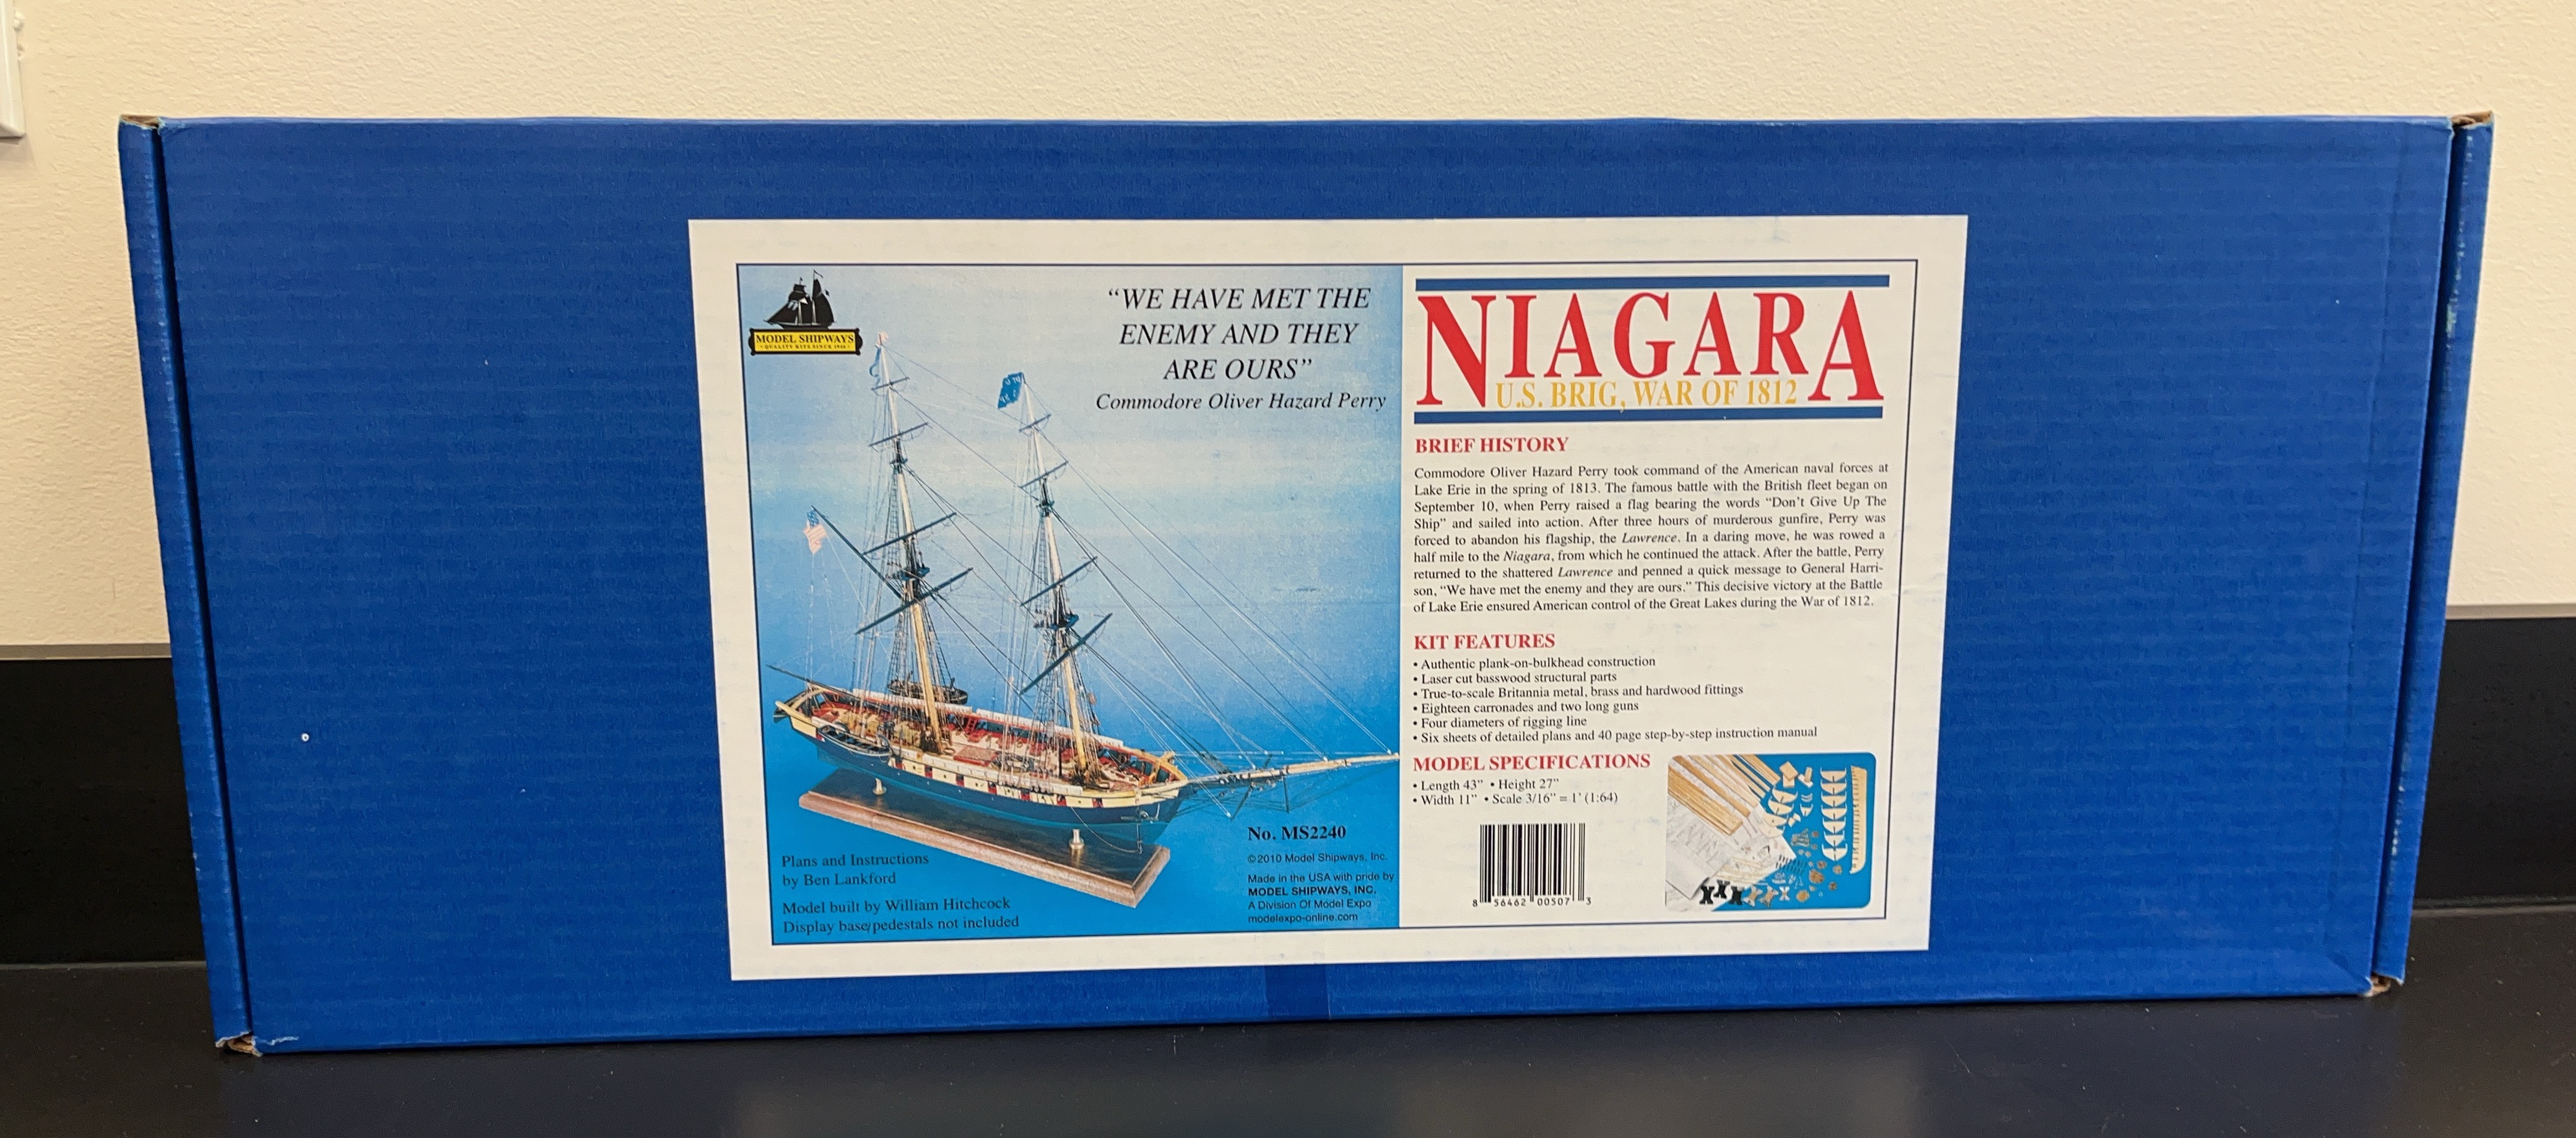 MODEL SHIPWAYS
"WE HAVE MET THE
ENEMY AND THEY
ARE OURS"
Commodore Oliver Hazard Perry
Plans and Instructions
by Ben Lankford
Model built by William Hitchcock
Display base/pedestals not included
No. MS2240
©2010 Model Shipways, Inc.
Made in the USA with pride by
MODEL SHIPWAYS, INC.
A Division Of Model Expo
modelexpo-online.com
NIAGARA
U.S. BRIG, WAR OF 1812
BRIEF HISTORY
Commodore Oliver Hazard Perry took command of the American naval forces at
Lake Erie in the spring of 1813. The famous battle with the British fleet began on
September 10, when Perry raised a flag bearing the words "Don't Give Up The
Ship" and sailed into action. After three hours of murderous gunfire, Perry was
forced to abandon his flagship, the Lawrence. In a daring move, he was rowed a
half mile to the Niagara, from which he continued the attack. After the battle, Perry
returned to the shattered Lawrence and penned a quick message to General Harri-
son, "We have met the enemy and they are ours." This decisive victory at the Battle
of Lake Erie ensured American control of the Great Lakes during the War of 1812.
KIT FEATURES
• Authentic plank-on-bulkhead construction
• Laser cut basswood structural parts
• True-to-scale Britannia metal, brass and hardwood fittings
• Eighteen carronades and two long guns
• Four diameters of rigging line
• Six sheets of detailed plans and 40 page step-by-step instruction manual
MODEL SPECIFICATIONS
• Length 43" • Height 27"
• Width 11" • Scale 3/16" = 1' (1:64)
8 56462 00507 3